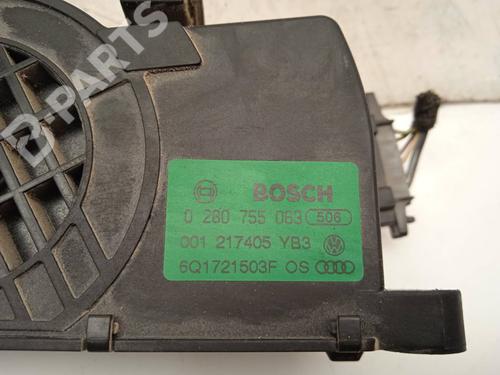 D-PARTS
BOSCH
0 280 755 063 506
001 217405 YB3
6Q1721503F OS